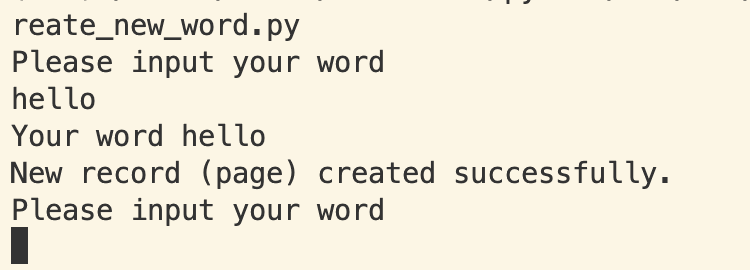 reate_new_word.py
Please input your word
hello
Your word hello
New record (page) created successfully.
Please input your word